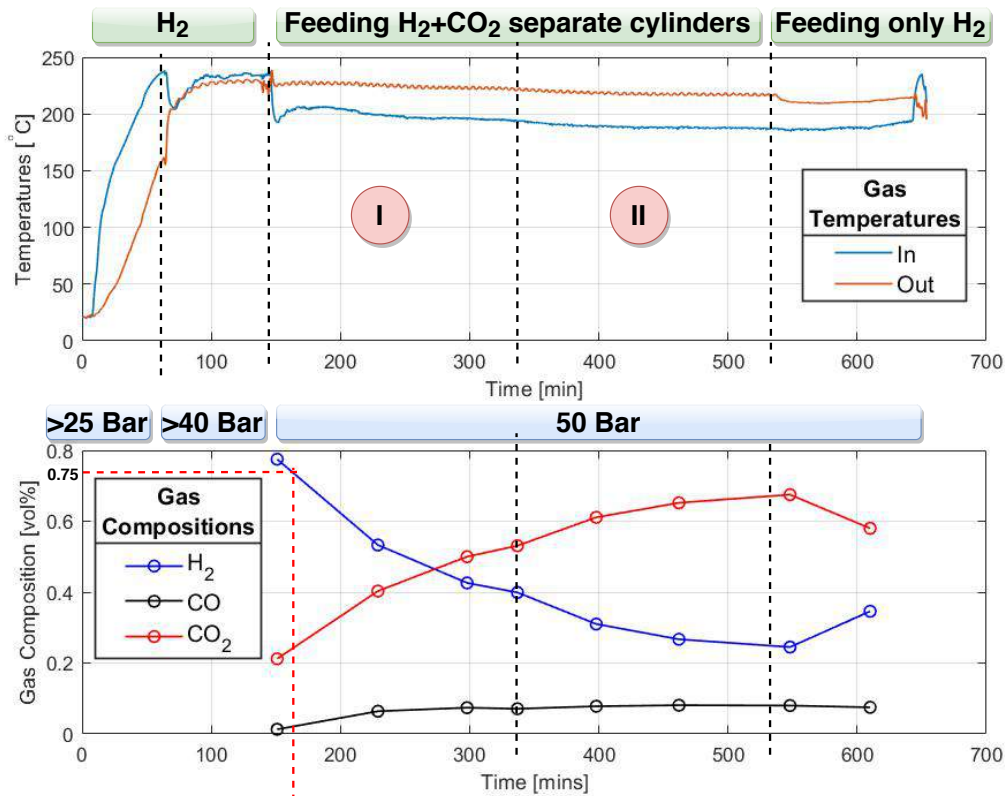 H2
Feeding H2+CO2 separate cylinders
Feeding only H2
250
200
150
100
50
0
Temperatures [°C]
I
II
Gas
Temperatures
In
Out
0 100 200 300 400 500 600 700
Time [min]
>25 Bar
>40 Bar
50 Bar
0.8
0.75
0.6
0.4
0.2
0
Gas Composition [vol%]
Gas
Compositions
H2
CO
CO2
0 100 200 300 400 500 600 700
Time [mins]